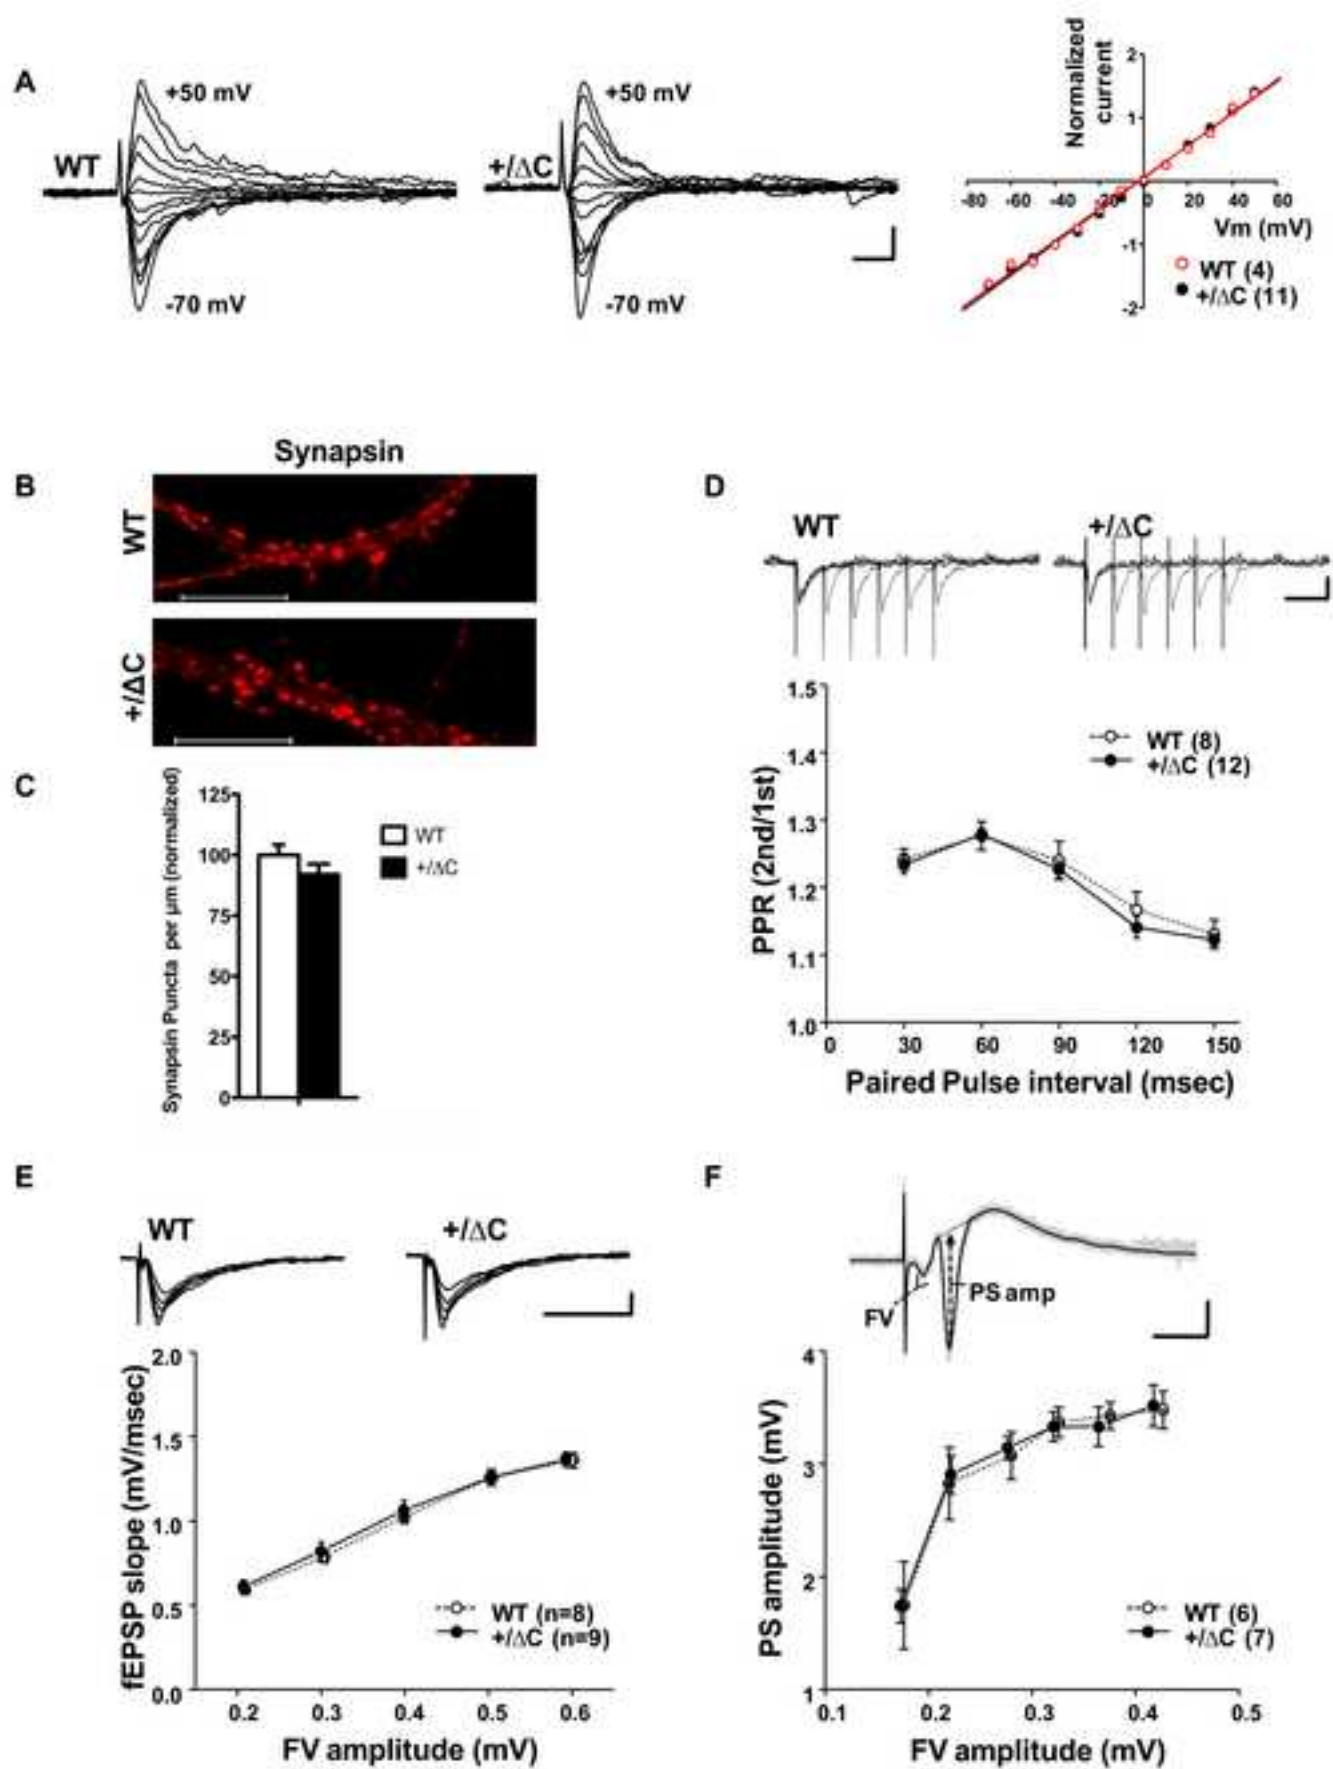 A
+50 mV
WT
-70 mV
+50 mV
+/ΔC
-70 mV
Normalized
current
2
1
-80 -60 -40 -20 0 20 40 60
Vm (mV)
-1
-2
WT (4)
+/ΔC (11)
B
Synapsin
WT
+/ΔC
C
Synapsin Puncta per µm (normalized)
125
100
75
50
25
0
WT
+/ΔC
D
WT
+/ΔC
PPR (2nd/1st)
1.5
1.4
1.3
1.2
1.1
1.0
WT (8)
+/ΔC (12)
0 30 60 90 120 150
Paired Pulse interval (msec)
E
WT
+/ΔC
fEPSP slope (mV/msec)
2.0
1.5
1.0
0.5
0.0
WT (n=8)
+/ΔC (n=9)
0.2 0.3 0.4 0.5 0.6
FV amplitude (mV)
F
FV
PS amp
PS amplitude (mV)
4
3
2
1
WT (6)
+/ΔC (7)
0.1 0.2 0.3 0.4 0.5
FV amplitude (mV)